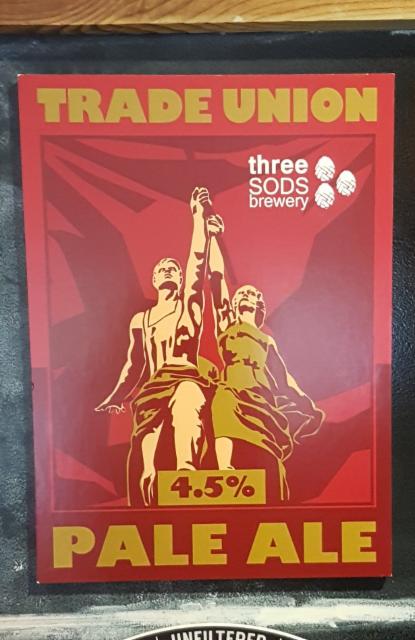 TRADE UNION
three
SODS
brewery
4.5%
PALE ALE
UNFILTERED